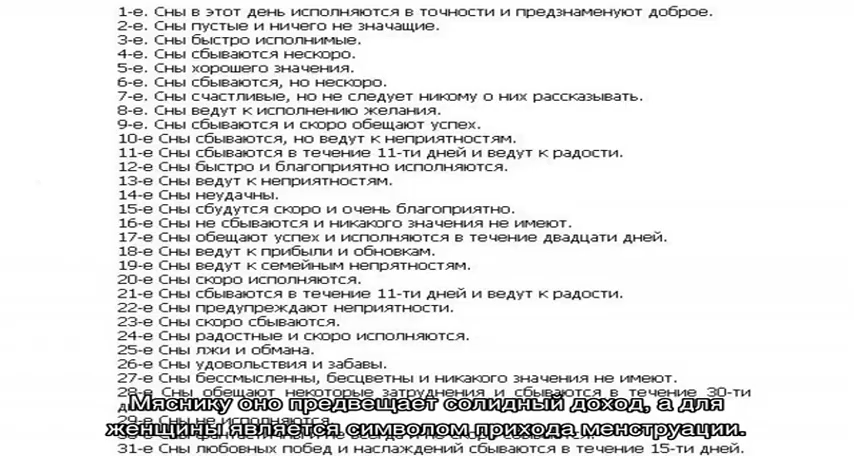 1-е. Сны в этот день исполняются в точности и предзнаменуют доброе.
2-е. Сны пустые и ничего не значащие.
3-е. Сны быстро исполнимые.
4-е. Сны сбываются нескоро.
5-е. Сны хорошего значения.
6-е. Сны сбываются, но нескоро.
7-е. Сны счастливые, но не следует никому о них рассказывать.
8-е. Сны ведут к исполнению желания.
9-е. Сны сбываются и скоро обещают успех.
10-е Сны сбываются, но ведут к неприятностям.
11-е Сны сбываются в течение 11-ти дней и ведут к радости.
12-е Сны быстро и благоприятно исполняются.
13-е Сны ведут к неприятностям.
14-е Сны неудачны.
15-е Сны сбудутся скоро и очень благоприятно.
16-е Сны не сбываются и никакого значения не имеют.
17-е Сны обещают успех и исполняются в течение двадцати дней.
18-е Сны ведут к прибыли и обновкам.
19-е Сны ведут к семейным непрятностям.
20-е Сны скоро исполняются.
21-е Сны сбываются в течение 11-ти дней и ведут к радости.
22-е Сны предупреждают неприятности.
23-е Сны скоро сбываются.
24-е Сны радостные и скоро исполняются.
25-е Сны лжи и обмана.
26-е Сны удовольствия и забавы.
27-е Сны бессмысленны, бесцветны и никакого значения не имеют.
28-е Сны обещают некоторые затруднения и сбываются в течение 30-ти
Мяснику оно предвещает солидный доход, а для
29-е Сны не исполняются.
женщины является символом прихода менструации.
31-е Сны любовных побед и наслаждений сбываются в течение 15-ти дней.